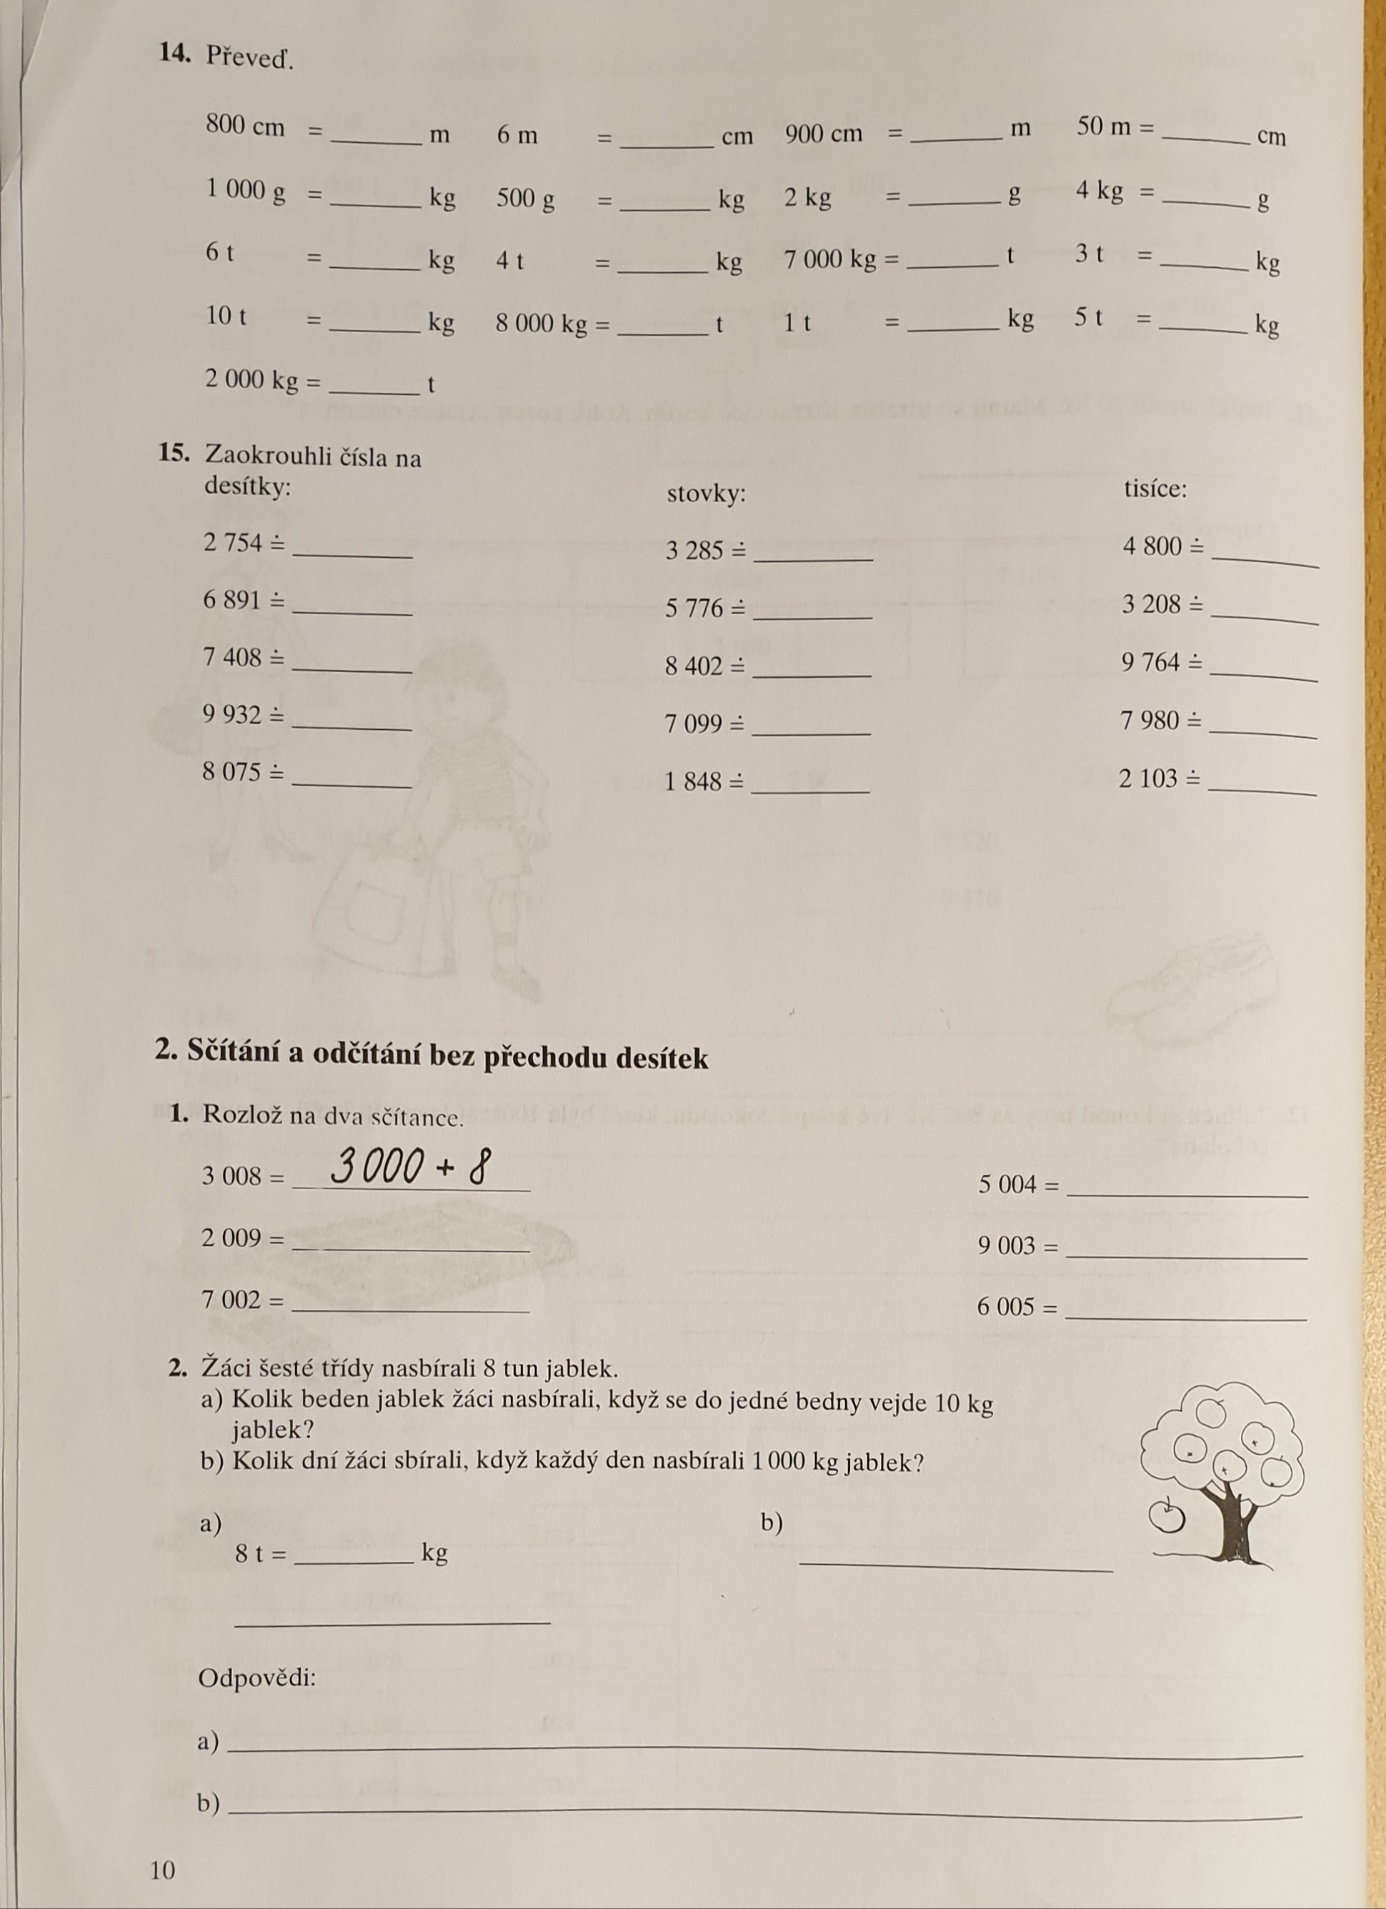 14. Převeď.
800 cm = ______ m 6 m = ______ cm 900 cm = ______ m 50 m = ______ cm
1 000 g = ______ kg 500 g = ______ kg 2 kg = ______ g 4 kg = ______ g
6 t = ______ kg 4 t = ______ kg 7 000 kg = ______ t 3 t = ______ kg
10 t = ______ kg 8 000 kg = ______ t 1 t = ______ kg 5 t = ______ kg
2 000 kg = ______ t
15. Zaokrouhli čísla na
desítky: stovky: tisíce:
2 754 ≐ ______ 3 285 ≐ ______ 4 800 ≐ ______
6 891 ≐ ______ 5 776 ≐ ______ 3 208 ≐ ______
7 408 ≐ ______ 8 402 ≐ ______ 9 764 ≐ ______
9 932 ≐ ______ 7 099 ≐ ______ 7 980 ≐ ______
8 075 ≐ ______ 1 848 ≐ ______ 2 103 ≐ ______
2. Sčítání a odčítání bez přechodu desítek
1. Rozlož na dva sčítance.
3 008 = 3 000 + 8 5 004 = ______
2 009 = ______ 9 003 = ______
7 002 = ______ 6 005 = ______
2. Žáci šesté třídy nasbírali 8 tun jablek.
a) Kolik beden jablek žáci nasbírali, když se do jedné bedny vejde 10 kg
jablek?
b) Kolik dní žáci sbírali, když každý den nasbírali 1 000 kg jablek?
a) b)
8 t = ______ kg ______
Odpovědi:
a) ______
b) ______
10